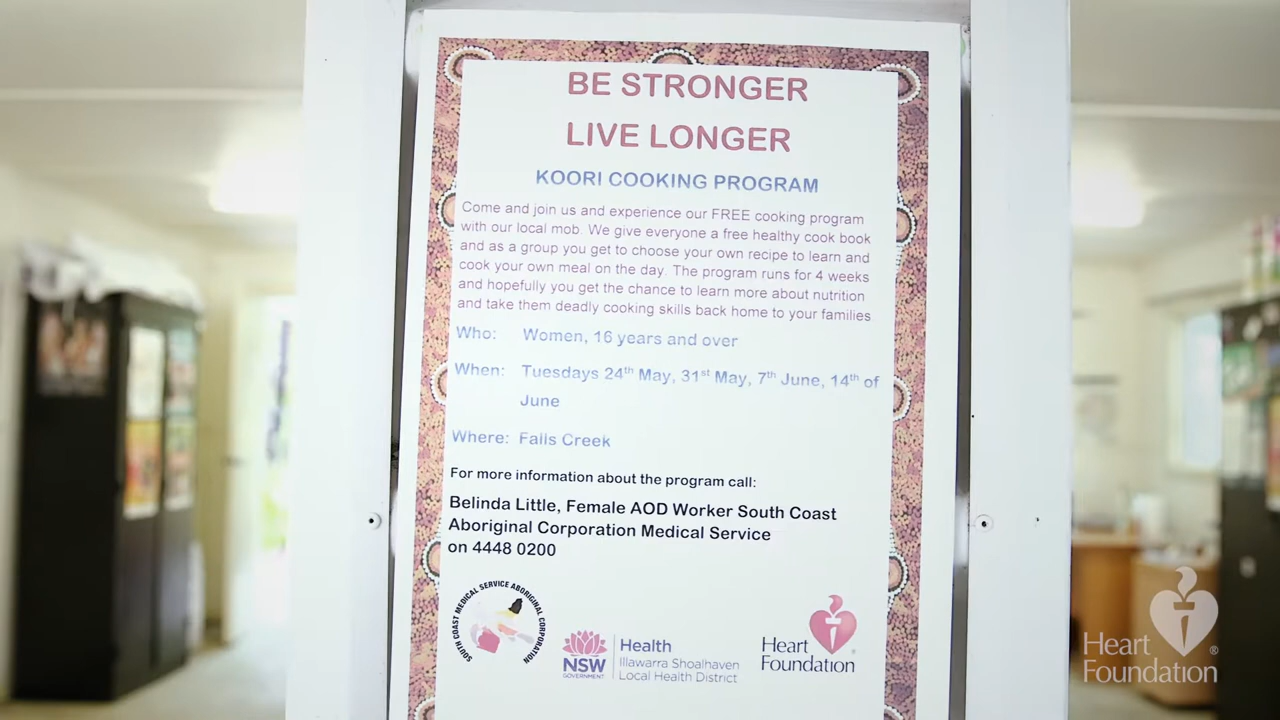 BE STRONGER
LIVE LONGER
KOORI COOKING PROGRAM
Come and join us and experience our FREE cooking program
with our local mob. We give everyone a free healthy cook book
and as a group you get to choose your own recipe to learn and
cook your own meal on the day. The program runs for 4 weeks
and hopefully you get the chance to learn more about nutrition
and take them deadly cooking skills back home to your families
Who: Women, 16 years and over
When: Tuesdays 24th May, 31st May, 7th June, 14th of
June
Where: Falls Creek
For more information about the program call:
Belinda Little, Female AOD Worker South Coast
Aboriginal Corporation Medical Service
on 4448 0200
SOUTH COAST MEDICAL SERVICE ABORIGINAL CORPORATION
NSW
GOVERNMENT
Health
Illawarra Shoalhaven
Local Health District
Heart
Foundation
Heart
Foundation